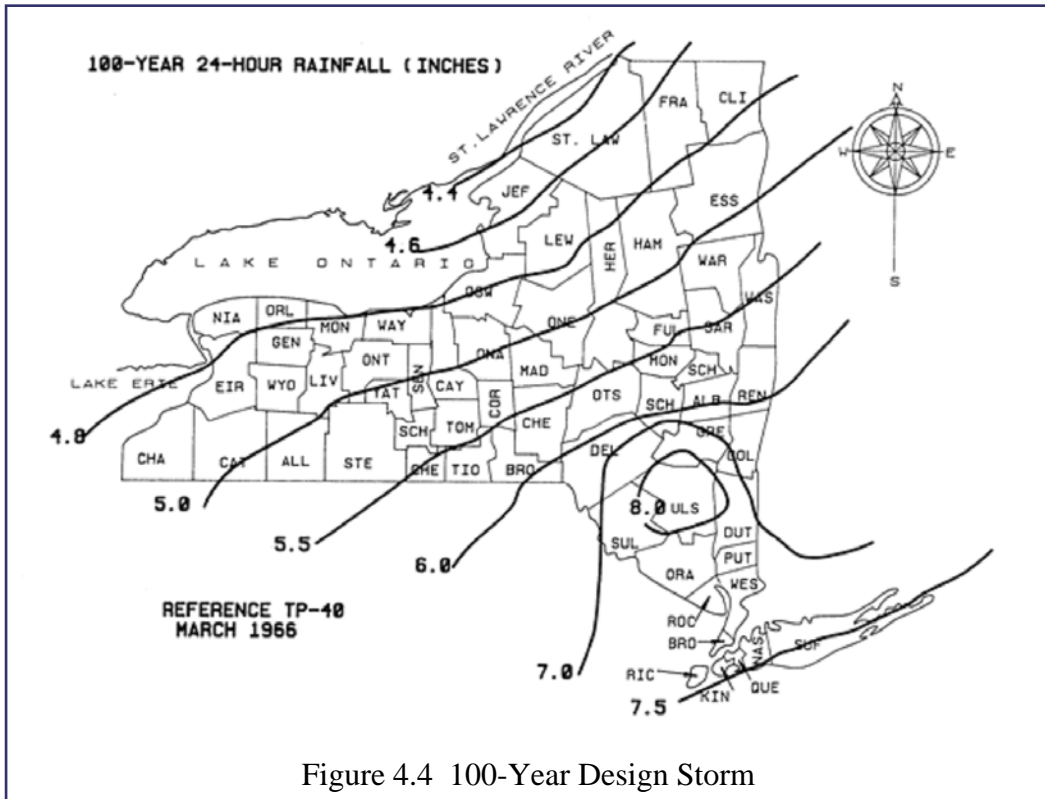 100-YEAR 24-HOUR RAINFALL (INCHES)
ST. LAWRENCE RIVER
N
W
E
S
FRA
CLI
ST. LAW
4.4
JEF
ESS
4.6
LEW
HER
HAM
LAKE ONTARIO
WAR
OSW
WAS
NIA
ORL
MON
WAY
ONE
FUL
SAR
GEN
ONT
ONA
MAD
MON
SCH
LAKE ERIE
EIR
WYO
LIV
YAT
SEN
CAY
COR
OTS
SCH
ALB
REN
4.8
SCH
TOM
CHE
GRE
CHA
CAT
ALL
STE
CHE
TIO
BRO
DEL
COL
5.0
8.0
ULS
5.5
6.0
SUL
DUT
PUT
ORA
WES
REFERENCE TP-40
MARCH 1966
ROC
BRO
NAS
SUF
7.0
RIC
KIN
QUE
7.5
Figure 4.4 100-Year Design Storm